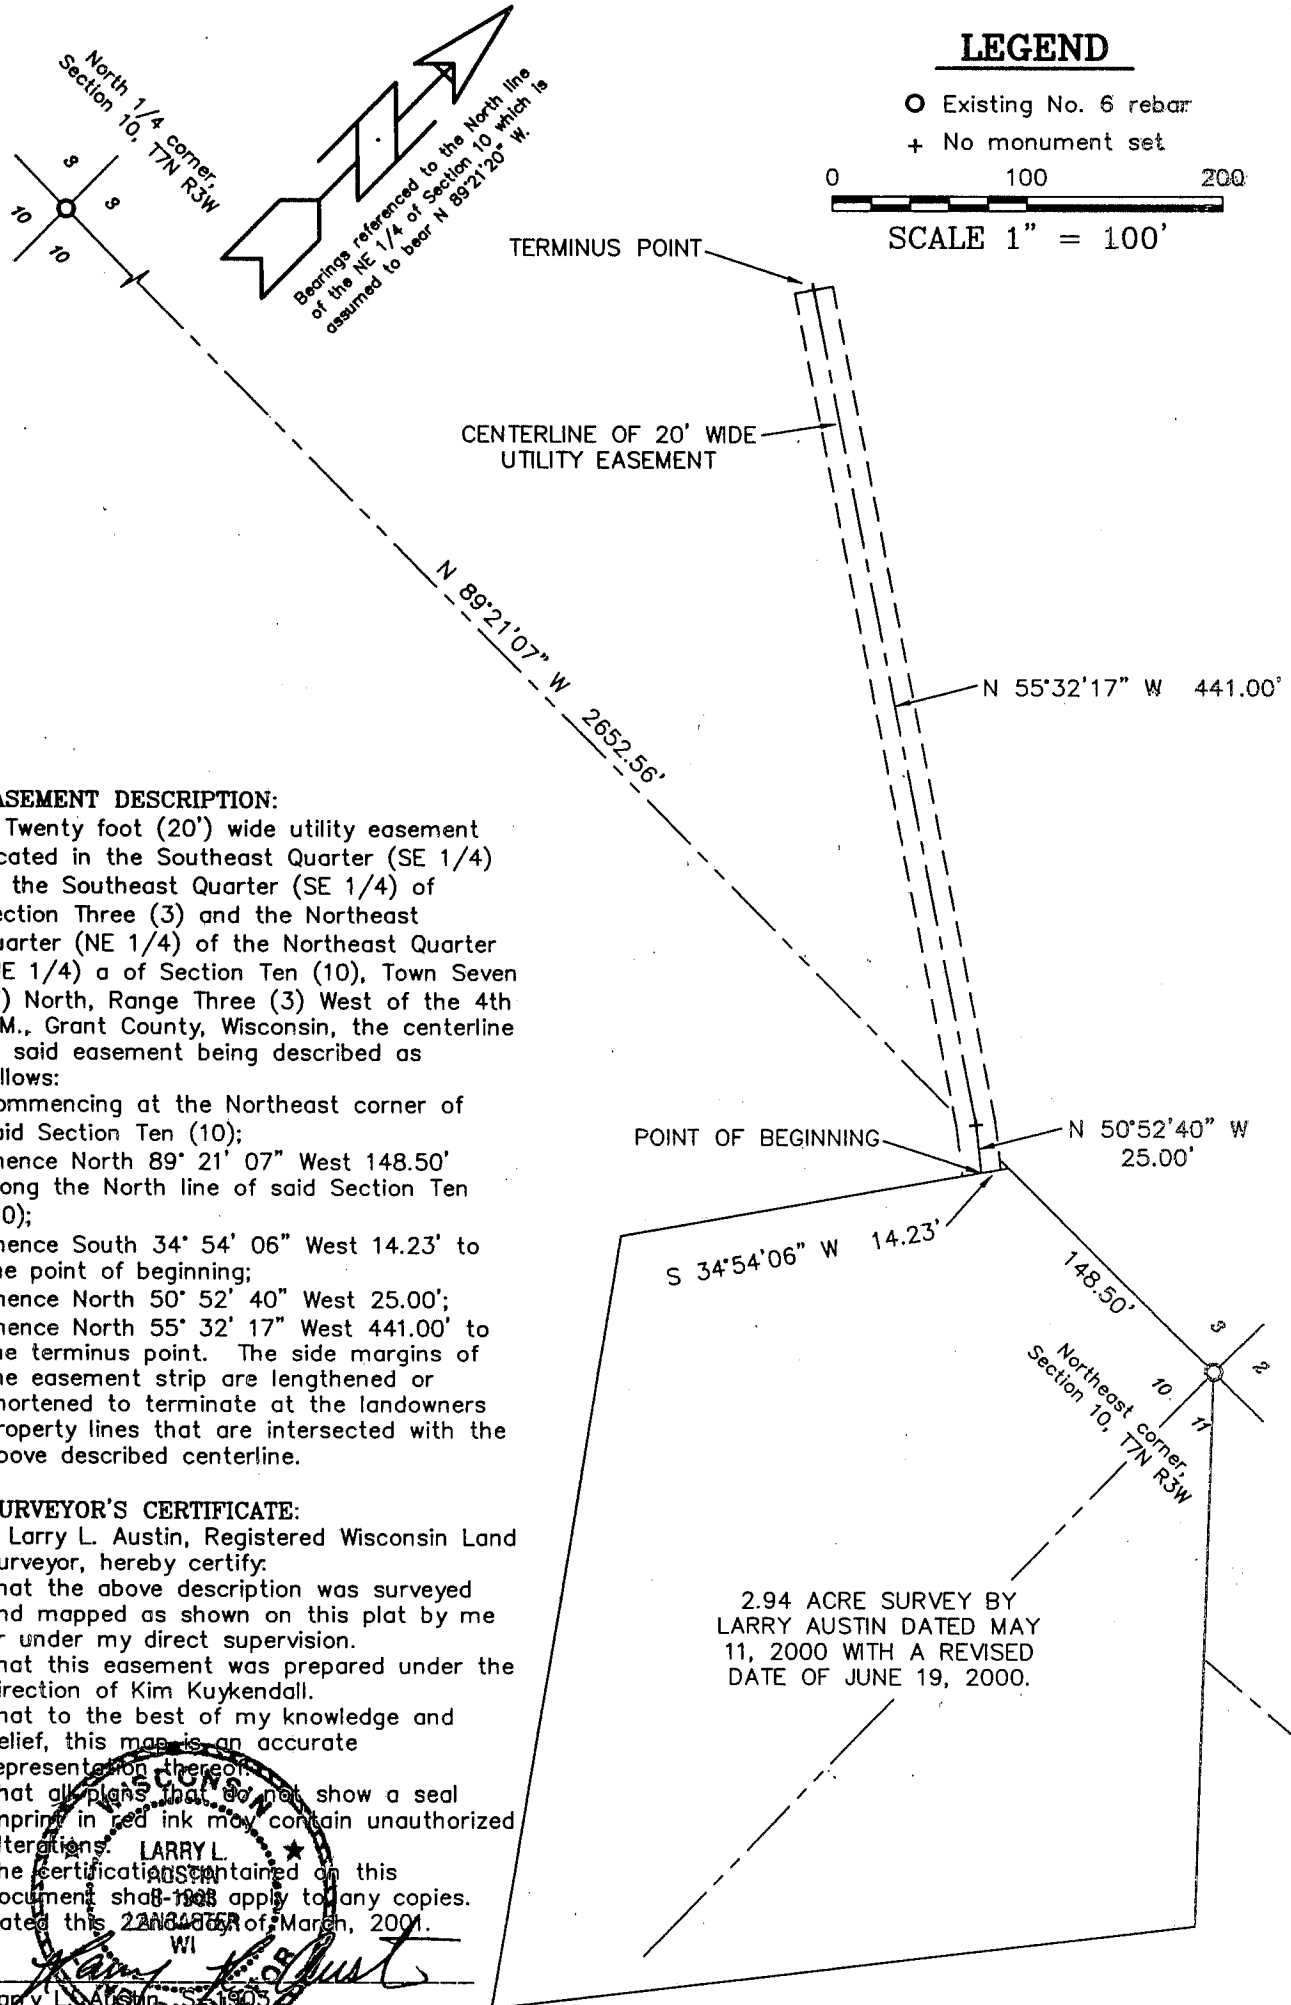 LEGEND
Existing No. 6 rebar
+ No monument set
0 100 200
SCALE 1" = 100'
North 1/4 corner,
Section 10, T7N R3W
3
3
10
10
Bearings referenced to the North line
of the NE 1/4 of Section 10 which is
assumed to bear N 89°21'20" W.
TERMINUS POINT
CENTERLINE OF 20' WIDE
UTILITY EASEMENT
N 89°21'07" W 2652.56'
N 55°32'17" W 441.00'
POINT OF BEGINNING
N 50°52'40" W
25.00'
S 34°54'06" W 14.23'
148.50'
3
2
10
11
Northeast corner,
Section 10, T7N R3W
2.94 ACRE SURVEY BY
LARRY AUSTIN DATED MAY
11, 2000 WITH A REVISED
DATE OF JUNE 19, 2000.
ASEMENT DESCRIPTION:
Twenty foot (20') wide utility easement
cated in the Southeast Quarter (SE 1/4)
the Southeast Quarter (SE 1/4) of
ection Three (3) and the Northeast
uarter (NE 1/4) of the Northeast Quarter
E 1/4) a of Section Ten (10), Town Seven
) North, Range Three (3) West of the 4th
M., Grant County, Wisconsin, the centerline
said easement being described as
llows:
ommencing at the Northeast corner of
aid Section Ten (10);
hence North 89° 21' 07" West 148.50'
ong the North line of said Section Ten
0);
hence South 34° 54' 06" West 14.23' to
he point of beginning;
hence North 50° 52' 40" West 25.00';
hence North 55° 32' 17" West 441.00' to
he terminus point. The side margins of
he easement strip are lengthened or
hortened to terminate at the landowners
roperty lines that are intersected with the
bove described centerline.
URVEYOR'S CERTIFICATE:
Larry L. Austin, Registered Wisconsin Land
urveyor, hereby certify:
hat the above description was surveyed
nd mapped as shown on this plat by me
r under my direct supervision.
hat this easement was prepared under the
irection of Kim Kuykendall.
hat to the best of my knowledge and
elief, this map is an accurate
epresentation thereof.
hat all plans that do not show a seal
mprint in red ink may contain unauthorized
lterations.
he certification contained on this
ocument shall not apply to any copies.
ated this 22nd day of March, 2001.
WISCONSIN
LARRY L.
AUSTIN
S-1903
LANCASTER
WI
Larry L. Austin
arry L. Austin S-1903